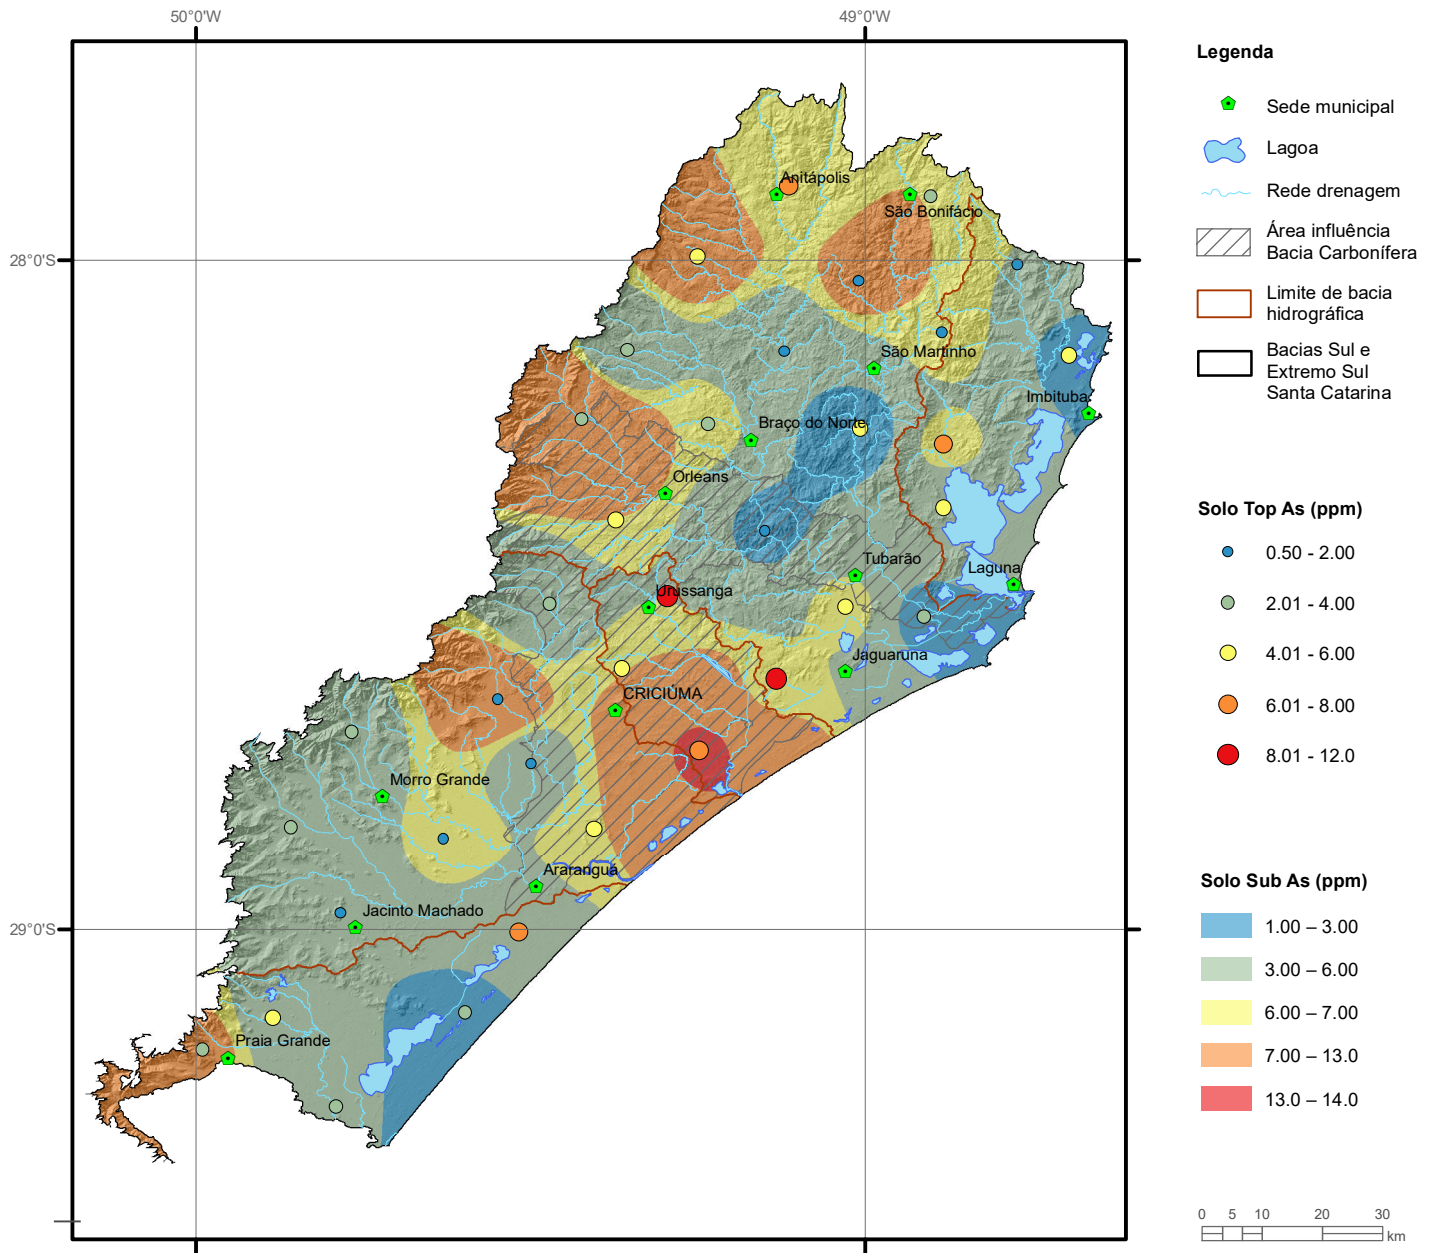 50°0'W
49°0'W
28°0'S
29°0'S
Anitápolis
São Bonifácio
São Martinho
Imbituba
Braço do Norte
Orleans
Tubarão
Laguna
Urussanga
Jaguaruna
CRICIÚMA
Morro Grande
Araranguá
Jacinto Machado
Praia Grande
Legenda
Sede municipal
Lagoa
Rede drenagem
Área influência
Bacia Carbonífera
Limite de bacia
hidrográfica
Bacias Sul e
Extremo Sul
Santa Catarina
Solo Top As (ppm)
0.50 - 2.00
2.01 - 4.00
4.01 - 6.00
6.01 - 8.00
8.01 - 12.0
Solo Sub As (ppm)
1.00 – 3.00
3.00 – 6.00
6.00 – 7.00
7.00 – 13.0
13.0 – 14.0
0 5 10 20 30
km